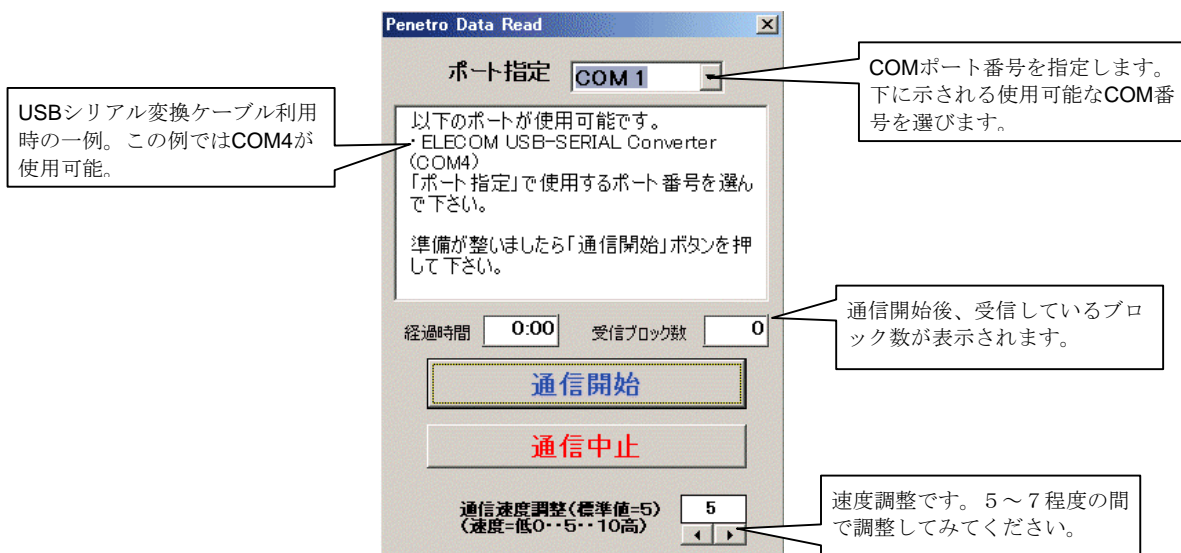 Penetro Data Read
ポート指定
COM 1
COMポート番号を指定します。
下に示される使用可能なCOM番
号を選びます。
USBシリアル変換ケーブル利用
時の一例。この例ではCOM4が
使用可能。
以下のポートが使用可能です。
・ELECOM USB-SERIAL Converter
(COM4)
「ポート指定」で使用するポート番号を選ん
で下さい。
準備が整いましたら「通信開始」ボタンを押
して下さい。
経過時間 0:00 受信ブロック数 0
通信開始後、受信しているブロ
ック数が表示されます。
通信開始
通信中止
通信速度調整(標準値=5)
(速度=低0・・5・・10高)
5
速度調整です。５～７程度の間
で調整してみてください。